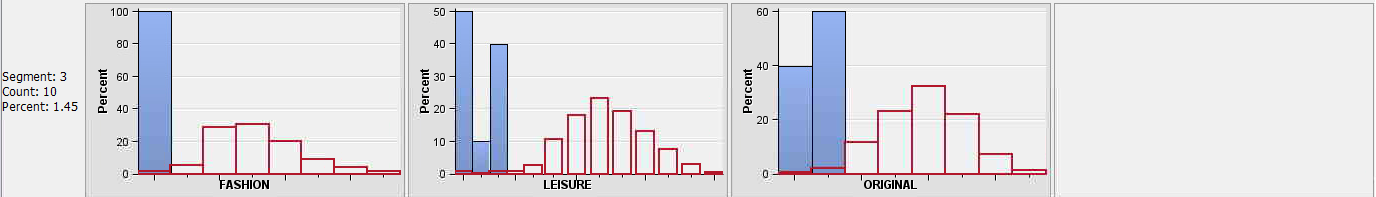 Segment: 3
Count: 10
Percent: 1.45
Percent
100
80
60
40
20
0
FASHION
Percent
50
40
30
20
10
0
LEISURE
Percent
60
40
20
0
ORIGINAL